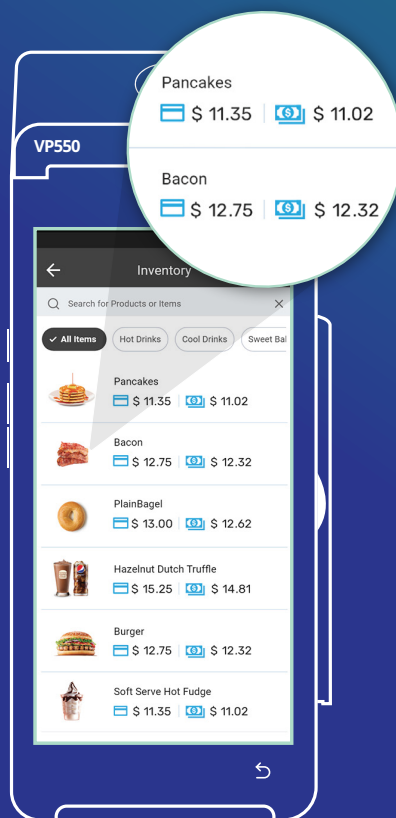 Pancakes
$ 11.35 $ 11.02
Bacon
$ 12.75 $ 12.32
VP550
Inventory
Search for Products or Items
All Items Hot Drinks Cool Drinks Sweet Ba
Pancakes
$ 11.35 $ 11.02
Bacon
$ 12.75 $ 12.32
PlainBagel
$ 13.00 $ 12.62
Hazelnut Dutch Truffle
$ 15.25 $ 14.81
Burger
$ 12.75 $ 12.32
Soft Serve Hot Fudge
$ 11.35 $ 11.02